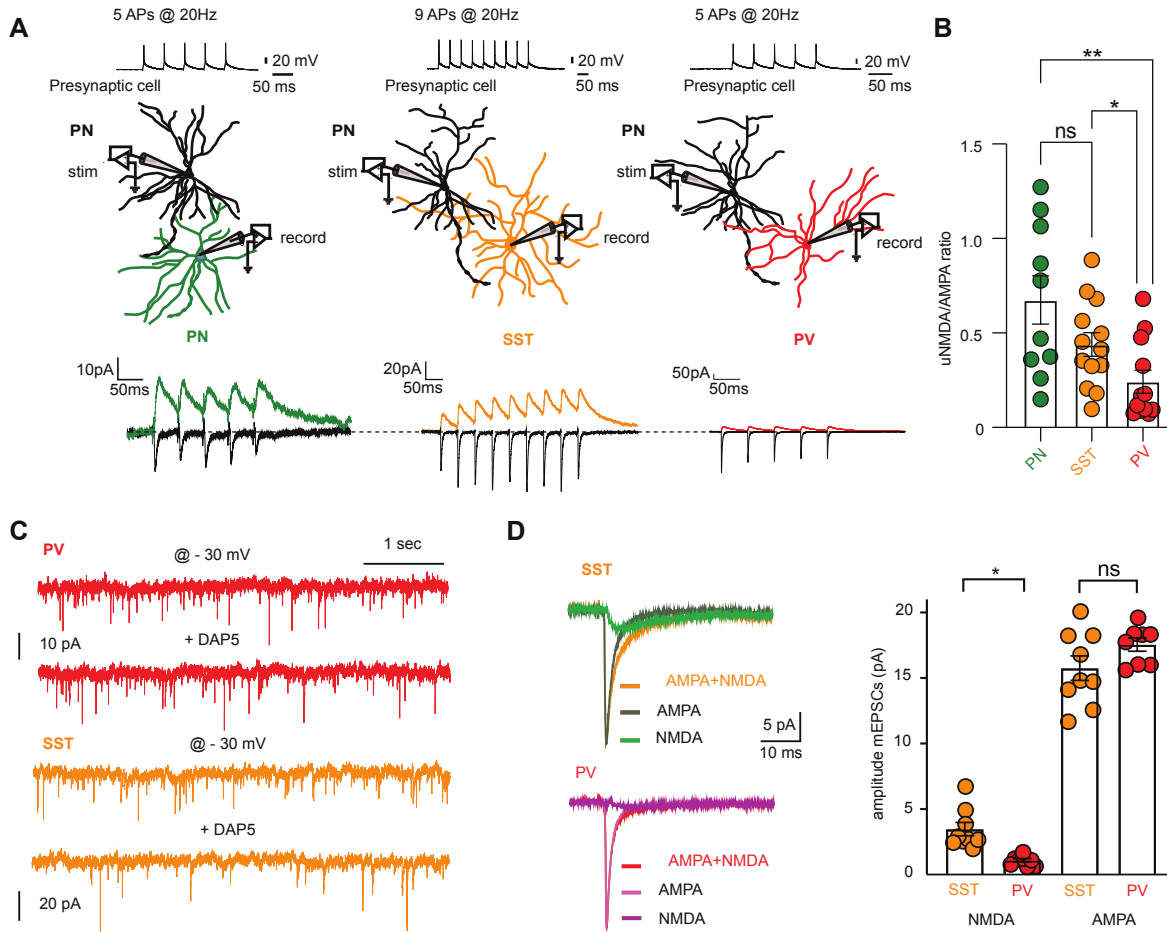 A
5 APs @ 20Hz
9 APs @ 20Hz
5 APs @ 20Hz
20 mV
50 ms
20 mV
50 ms
20 mV
50 ms
Presynaptic cell
Presynaptic cell
Presynaptic cell
PN
PN
PN
stim
stim
stim
record
record
record
PN
SST
PV
10pA
50ms
20pA
50ms
50pA
50ms
B
**
*
ns
1.5
1.0
0.5
0
uNMDA/AMPA ratio
PN
SST
PV
C
PV
@ - 30 mV
1 sec
10 pA
+ DAP5
SST
@ - 30 mV
+ DAP5
20 pA
D
SST
AMPA+NMDA
AMPA
NMDA
5 pA
10 ms
PV
AMPA+NMDA
AMPA
NMDA
*
ns
20
15
10
5
0
amplitude mEPSCs (pA)
SST
PV
SST
PV
NMDA
AMPA